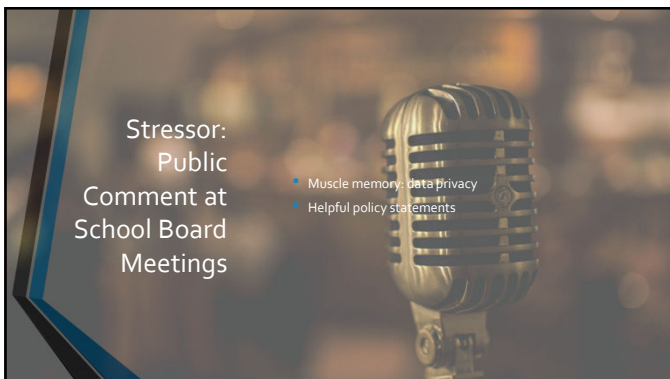 Stressor:
Public
Comment at
School Board
Meetings
• Muscle memory: data privacy
• Helpful policy statements